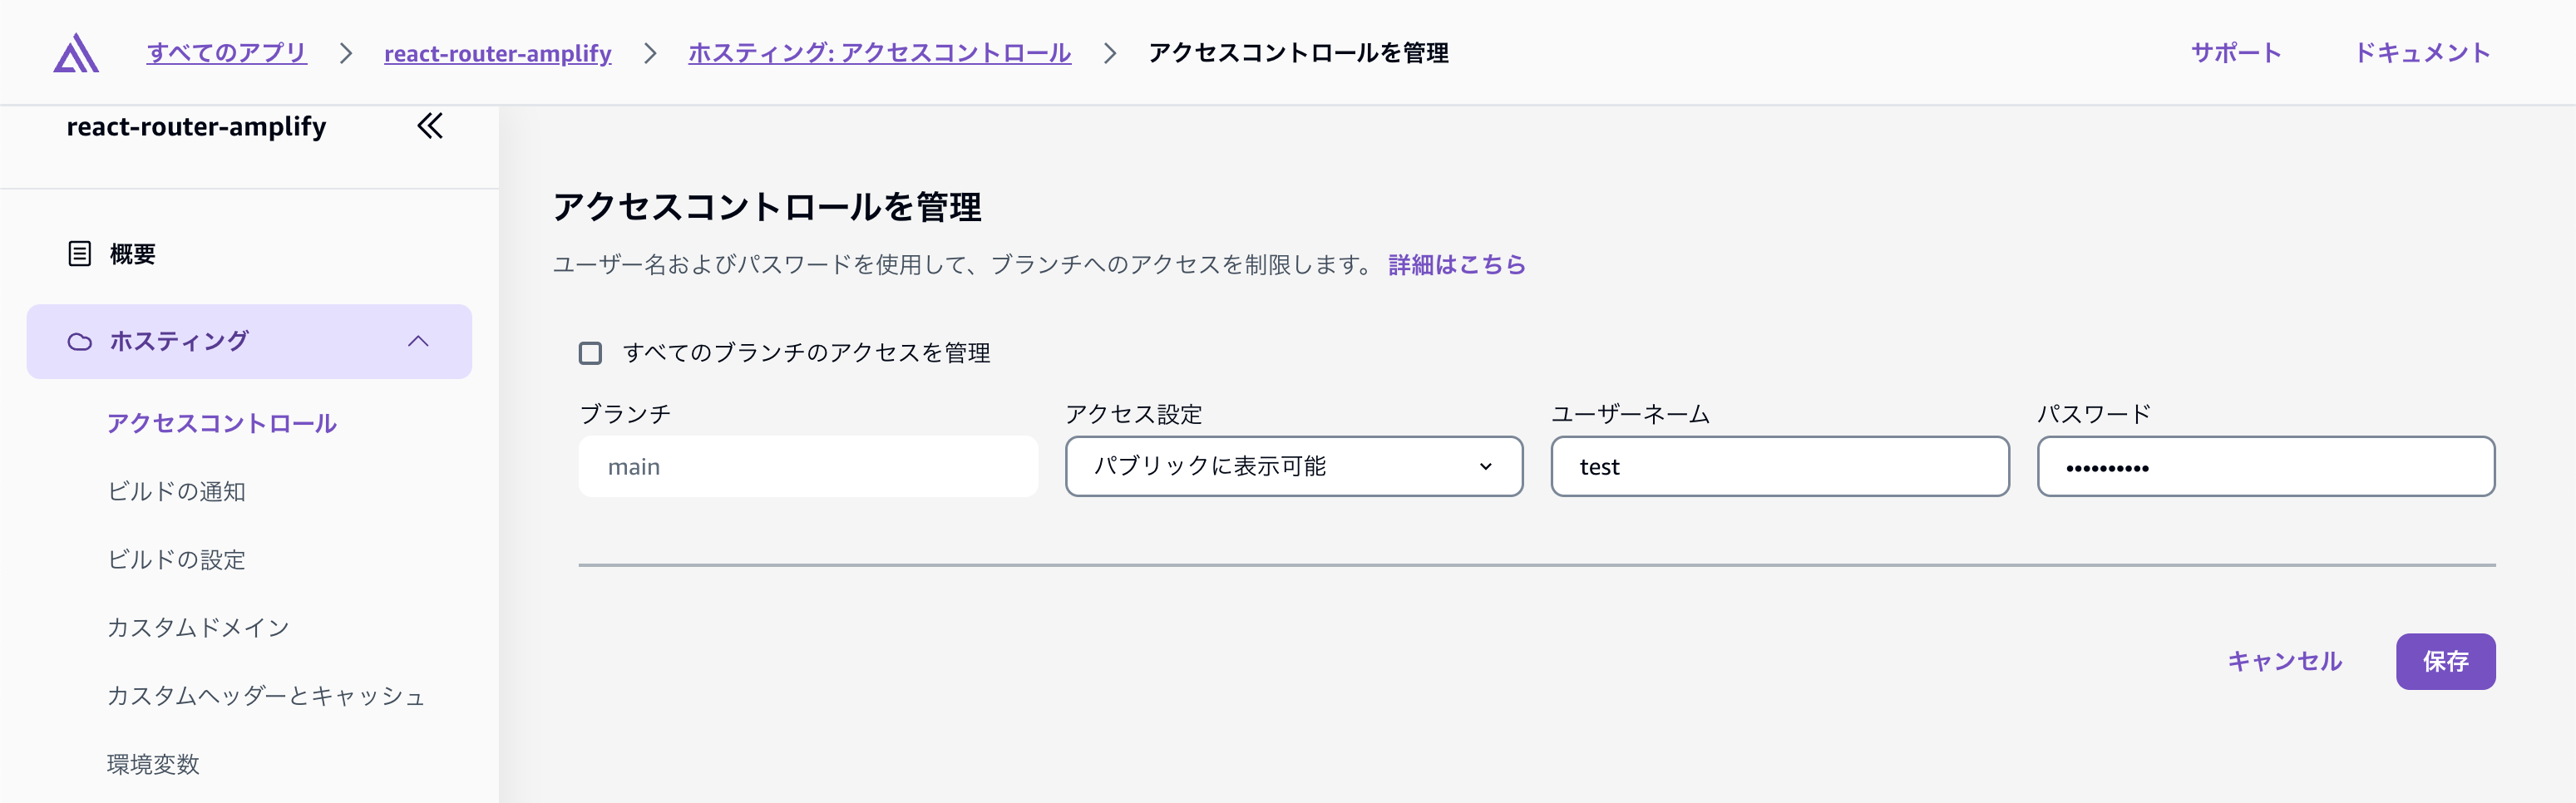 すべてのアプリ > react-router-amplify > ホスティング: アクセスコントロール > アクセスコントロールを管理
サポート ドキュメント
react-router-amplify
概要
ホスティング
アクセスコントロール
ビルドの通知
ビルドの設定
カスタムドメイン
カスタムヘッダーとキャッシュ
環境変数
アクセスコントロールを管理
ユーザー名およびパスワードを使用して、ブランチへのアクセスを制限します。 詳細はこちら
すべてのブランチのアクセスを管理
ブランチ アクセス設定 ユーザーネーム パスワード
main パブリックに表示可能 test ••••••••••
キャンセル 保存